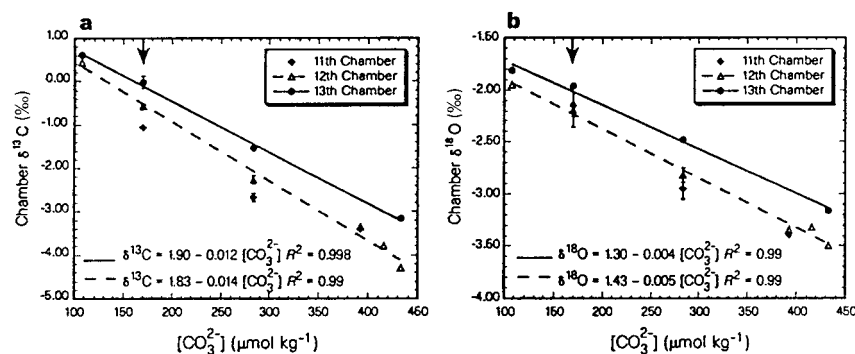 a
Chamber δ¹³C (‰)
1.00
0.00
-1.00
-2.00
-3.00
-4.00
-5.00
11th Chamber
12th Chamber
13th Chamber
δ¹³C = 1.90 – 0.012 [CO₃²⁻] R² = 0.998
δ¹³C = 1.83 – 0.014 [CO₃²⁻] R² = 0.99
100 150 200 250 300 350 400 450
[CO₃²⁻] (μmol kg⁻¹)
b
Chamber δ¹⁸O (‰)
-1.50
-2.00
-2.50
-3.00
-3.50
-4.00
11th Chamber
12th Chamber
13th Chamber
δ¹⁸O = 1.30 – 0.004 [CO₃²⁻] R² = 0.99
δ¹⁸O = 1.43 – 0.005 [CO₃²⁻] R² = 0.99
100 150 200 250 300 350 400 450
[CO₃²⁻] (μmol kg⁻¹)